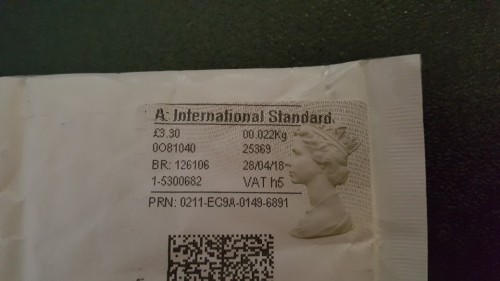 A: International Standard
£3.30 00.022Kg
0O81040 25369
BR: 126106 28/04/18
1-5300682 VAT h5
PRN: 0211-EC9A-0149-6891